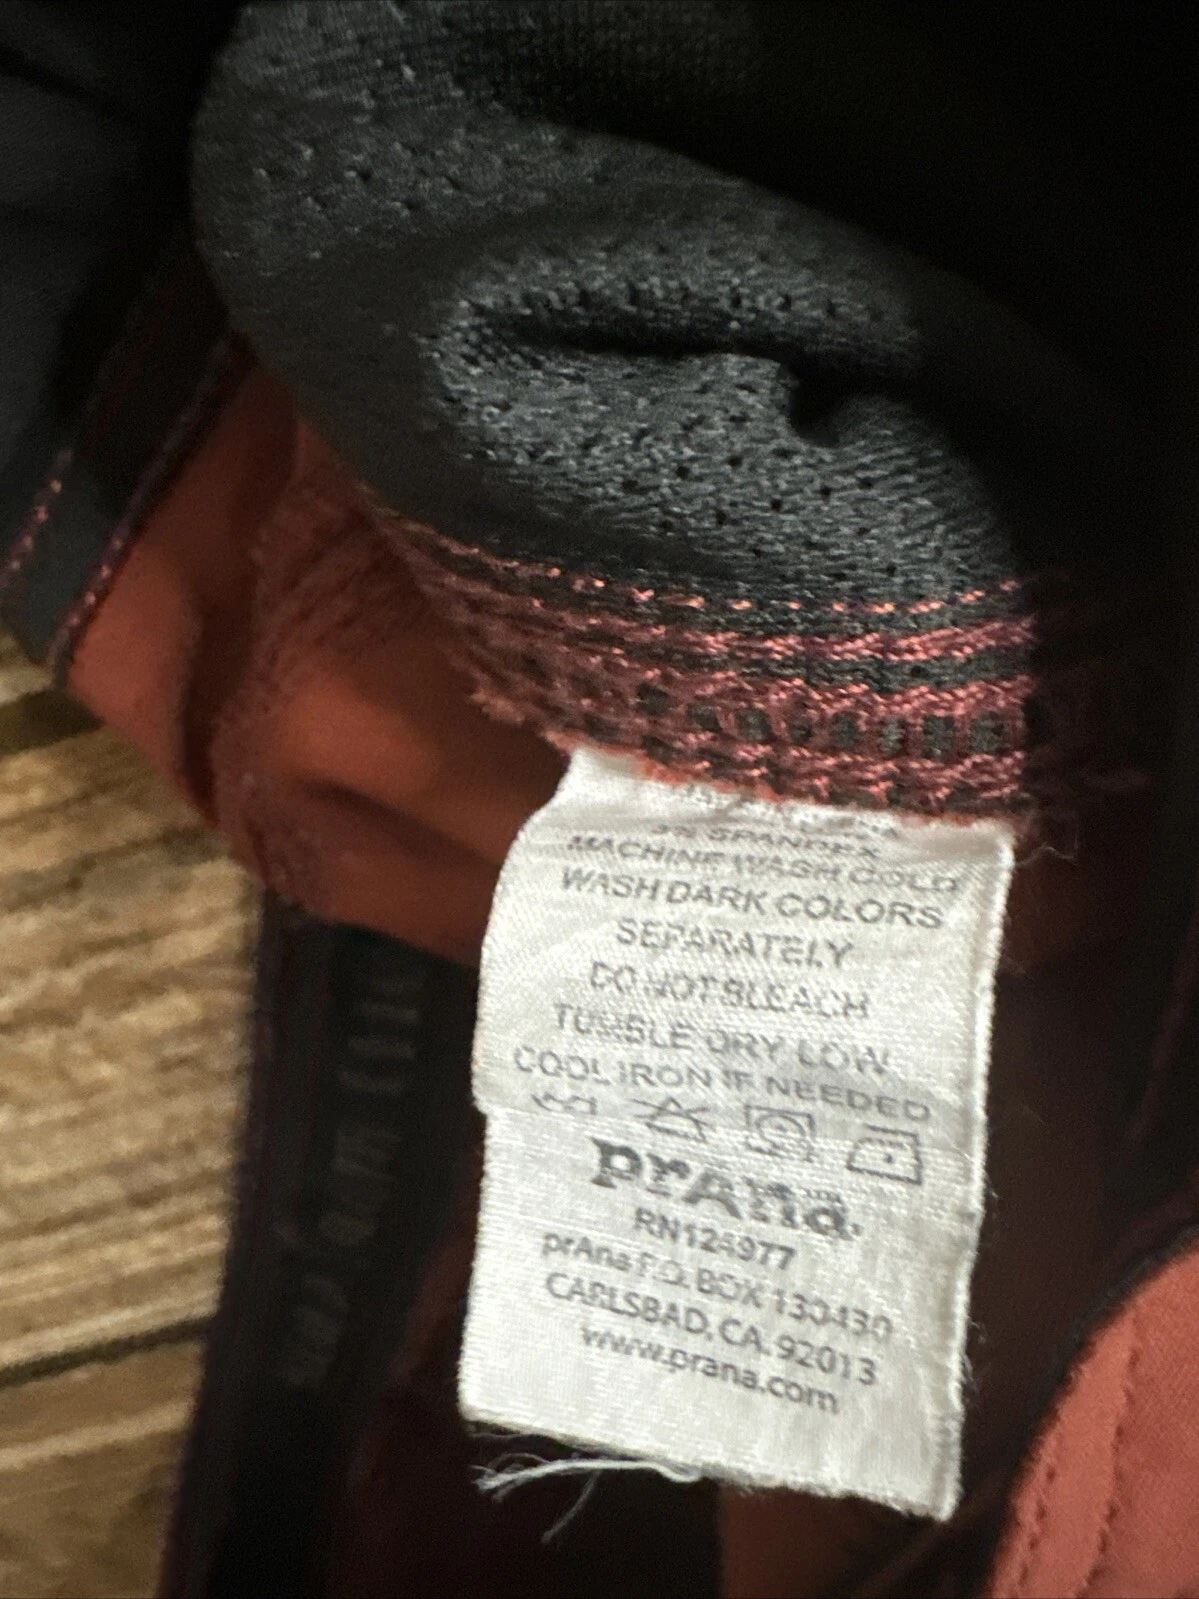 3% SPANDEX
MACHINE WASH COLD
WASH DARK COLORS
SEPARATELY
DO NOT BLEACH
TUMBLE DRY LOW
COOL IRON IF NEEDED
prAna
RN124977
prAna P.O. BOX 130430
CARLSBAD, CA. 92013
www.prana.com